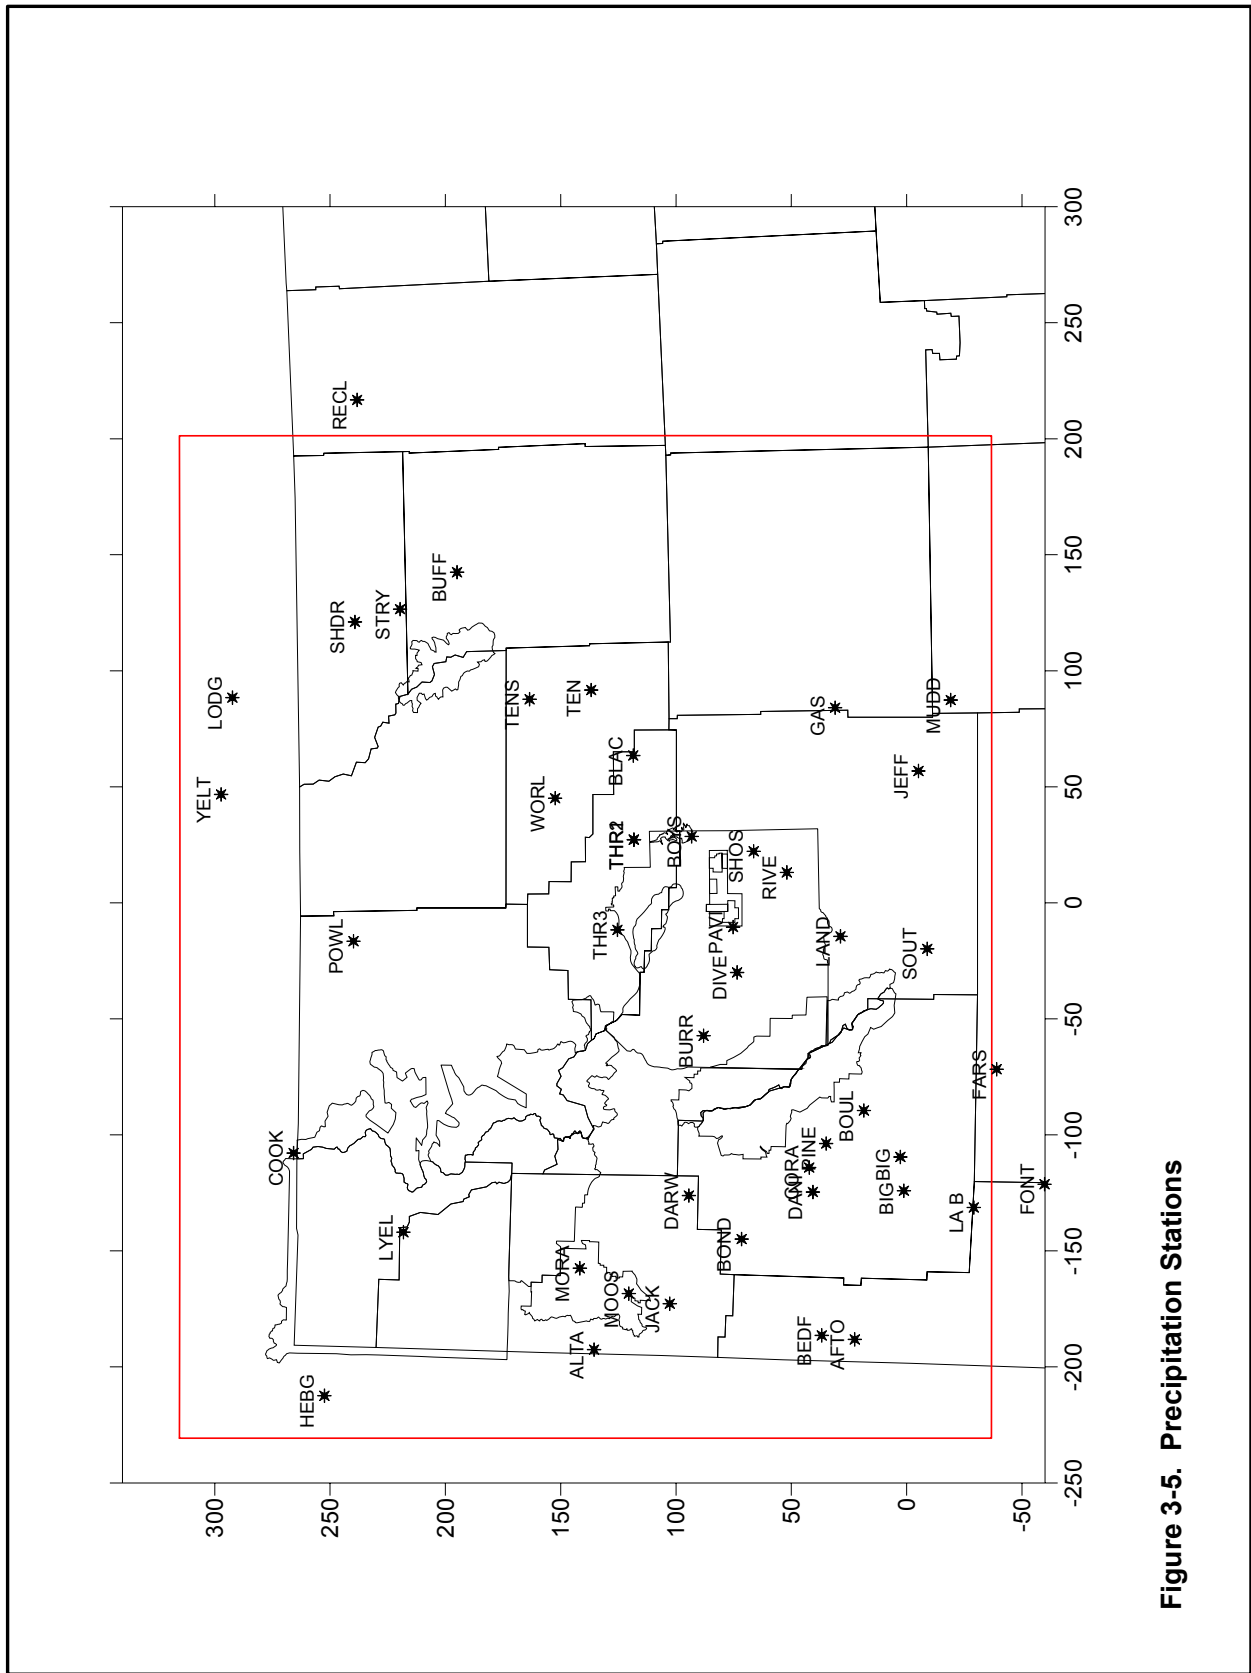 300
250
200
150
100
50
0
-50
YELT
LODG
COOK
HEBG
POWL
SHDR
RECL
LYEL
STRY
BUFF
TENS
WORL
MORA
TEN
ALTA
THR3
MOOS
THR2
BLAC
JACK
DARW
BOYS
BURR
PAVI
DIVE
BOND
SHOS
RIVE
CORA
DANI
BEDF
PINE
GAS
LAND
AFTO
BOUL
BIG
BIG
JEFF
SOUT
MUDD
LA B
FARS
FONT
-250
-200
-150
-100
-50
0
50
100
150
200
250
300
Figure 3-5. Precipitation Stations